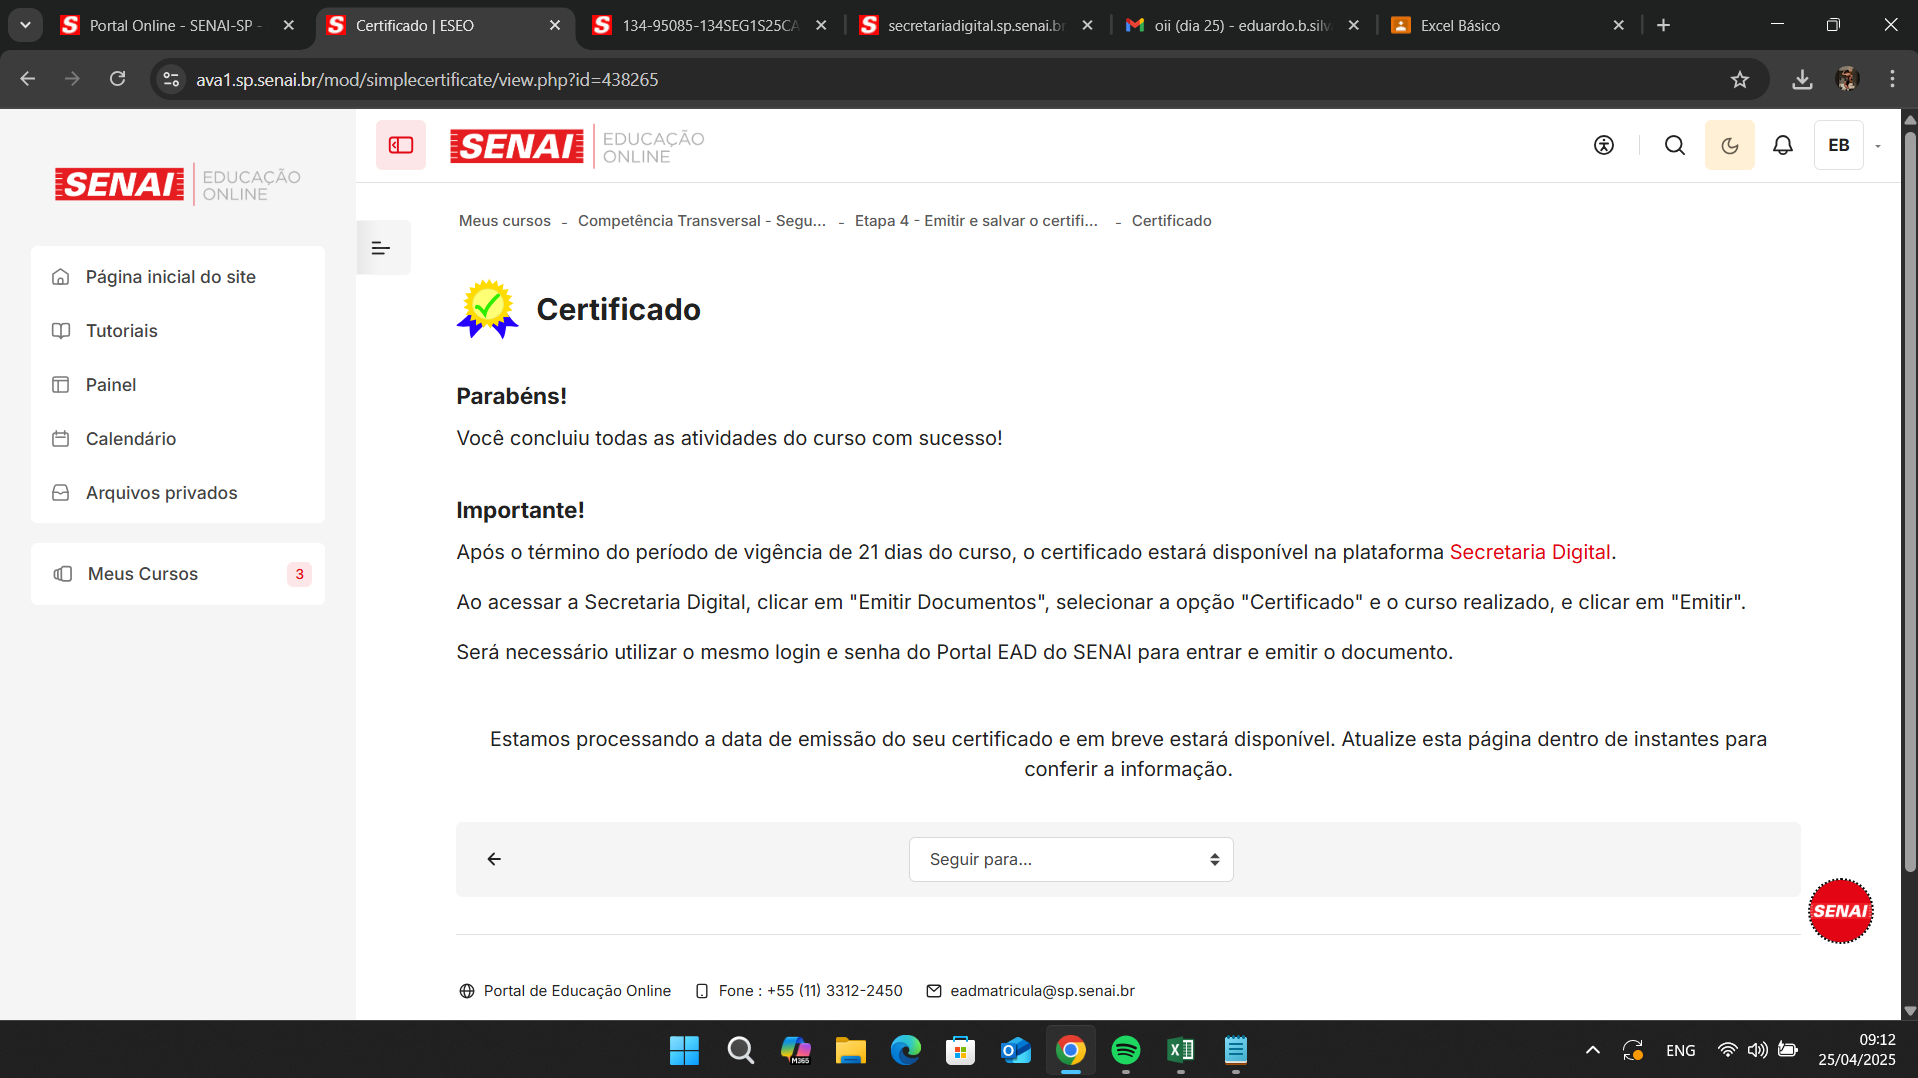 Portal Online - SENAI-SP -
Certificado | ESEO
134-95085-134SEG1S25CA
secretariadigital.sp.senai.br
oii (dia 25) - eduardo.b.silva
Excel Básico
ava1.sp.senai.br/mod/simplecertificate/view.php?id=438265
SENAI EDUCAÇÃO ONLINE
Página inicial do site
Tutoriais
Painel
Calendário
Arquivos privados
Meus Cursos 3
SENAI EDUCAÇÃO ONLINE
EB
Meus cursos - Competência Transversal - Segu... - Etapa 4 - Emitir e salvar o certifi... - Certificado
Certificado
Parabéns!
Você concluiu todas as atividades do curso com sucesso!
Importante!
Após o término do período de vigência de 21 dias do curso, o certificado estará disponível na plataforma Secretaria Digital.
Ao acessar a Secretaria Digital, clicar em "Emitir Documentos", selecionar a opção "Certificado" e o curso realizado, e clicar em "Emitir".
Será necessário utilizar o mesmo login e senha do Portal EAD do SENAI para entrar e emitir o documento.
Estamos processando a data de emissão do seu certificado e em breve estará disponível. Atualize esta página dentro de instantes para
conferir a informação.
Seguir para...
SENAI
Portal de Educação Online Fone : +55 (11) 3312-2450 eadmatricula@sp.senai.br
M365
ENG
09:12
25/04/2025